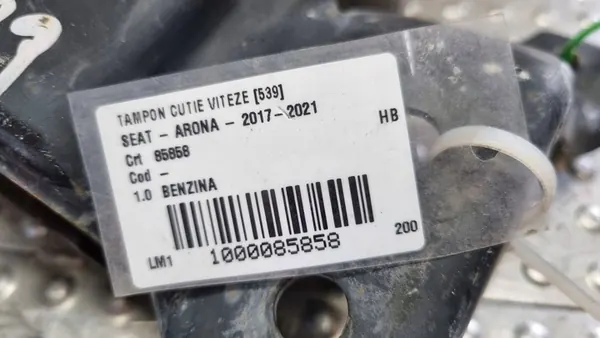 TAMPON CUTIE VITEZE [539]
SEAT - ARONA - 2017-2021
HB
Crt 85858
Cod -
1.0 BENZINA
LM1 1000085858 200